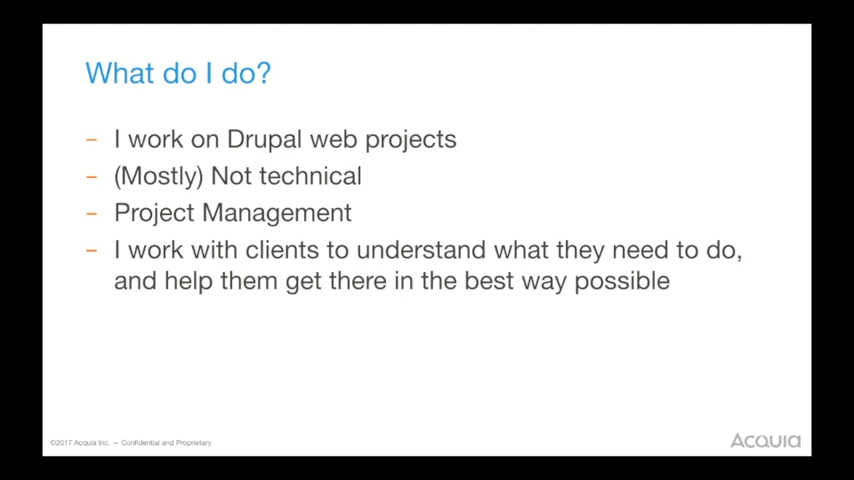 What do I do?
– I work on Drupal web projects
– (Mostly) Not technical
– Project Management
– I work with clients to understand what they need to do,
and help them get there in the best way possible
©2017 Acquia Inc. — Confidential and Proprietary
ACQUIA